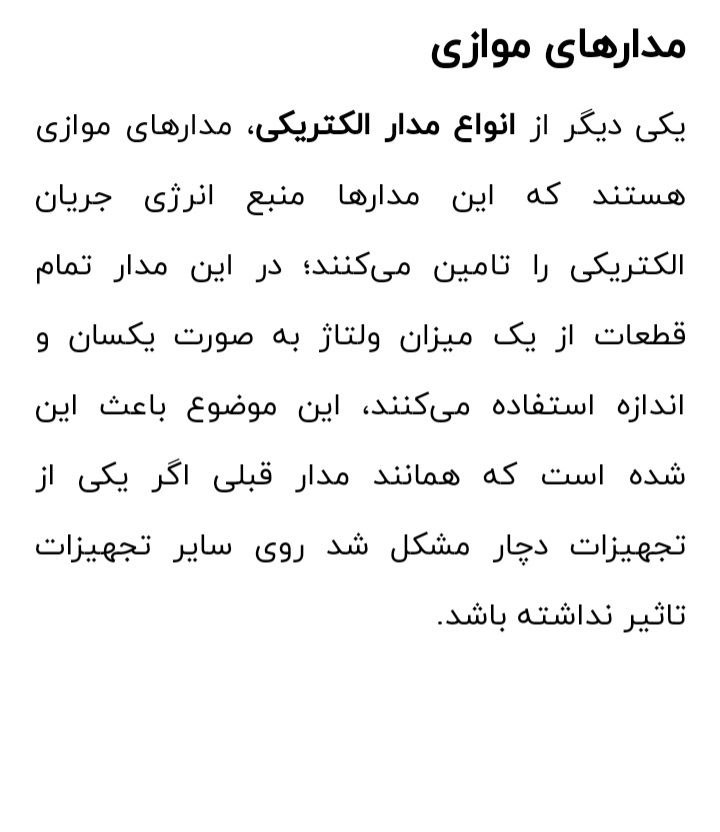 مدارهای موازی
یکی دیگر از انواع مدار الکتریکی، مدارهای موازی
هستند که این مدارها منبع انرژی جریان
الکتریکی را تامین می‌کنند؛ در این مدار تمام
قطعات از یک میزان ولتاژ به صورت یکسان و
اندازه استفاده می‌کنند، این موضوع باعث این
شده است که همانند مدار قبلی اگر یکی از
تجهیزات دچار مشکل شد روی سایر تجهیزات
تاثیر نداشته باشد.